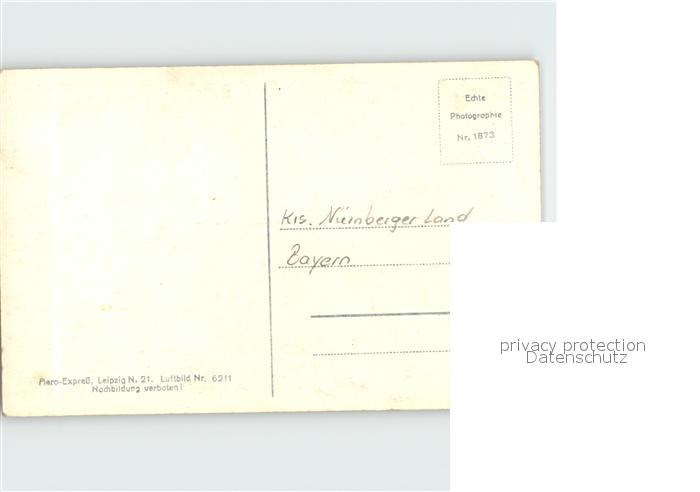 Echte
Photographie
Nr. 1873
Krs. Nürnberger Land
Bayern
Aero-Expreß, Leipzig N. 21. Luftbild Nr. 6211
Nachbildung verboten!
privacy protection
Datenschutz